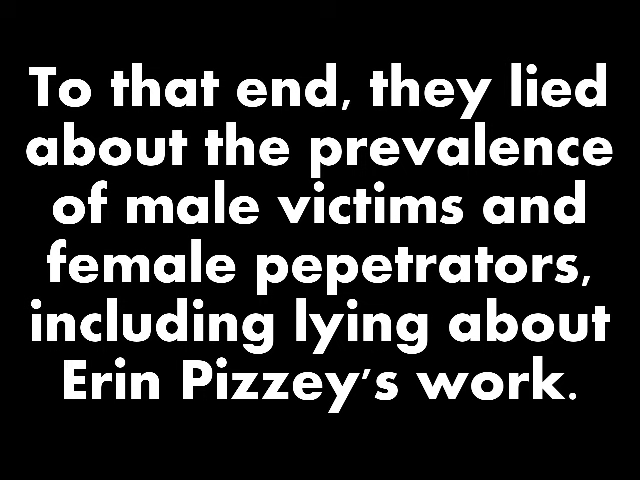 To that end, they lied
about the prevalence
of male victims and
female pepetrators,
including lying about
Erin Pizzey's work.